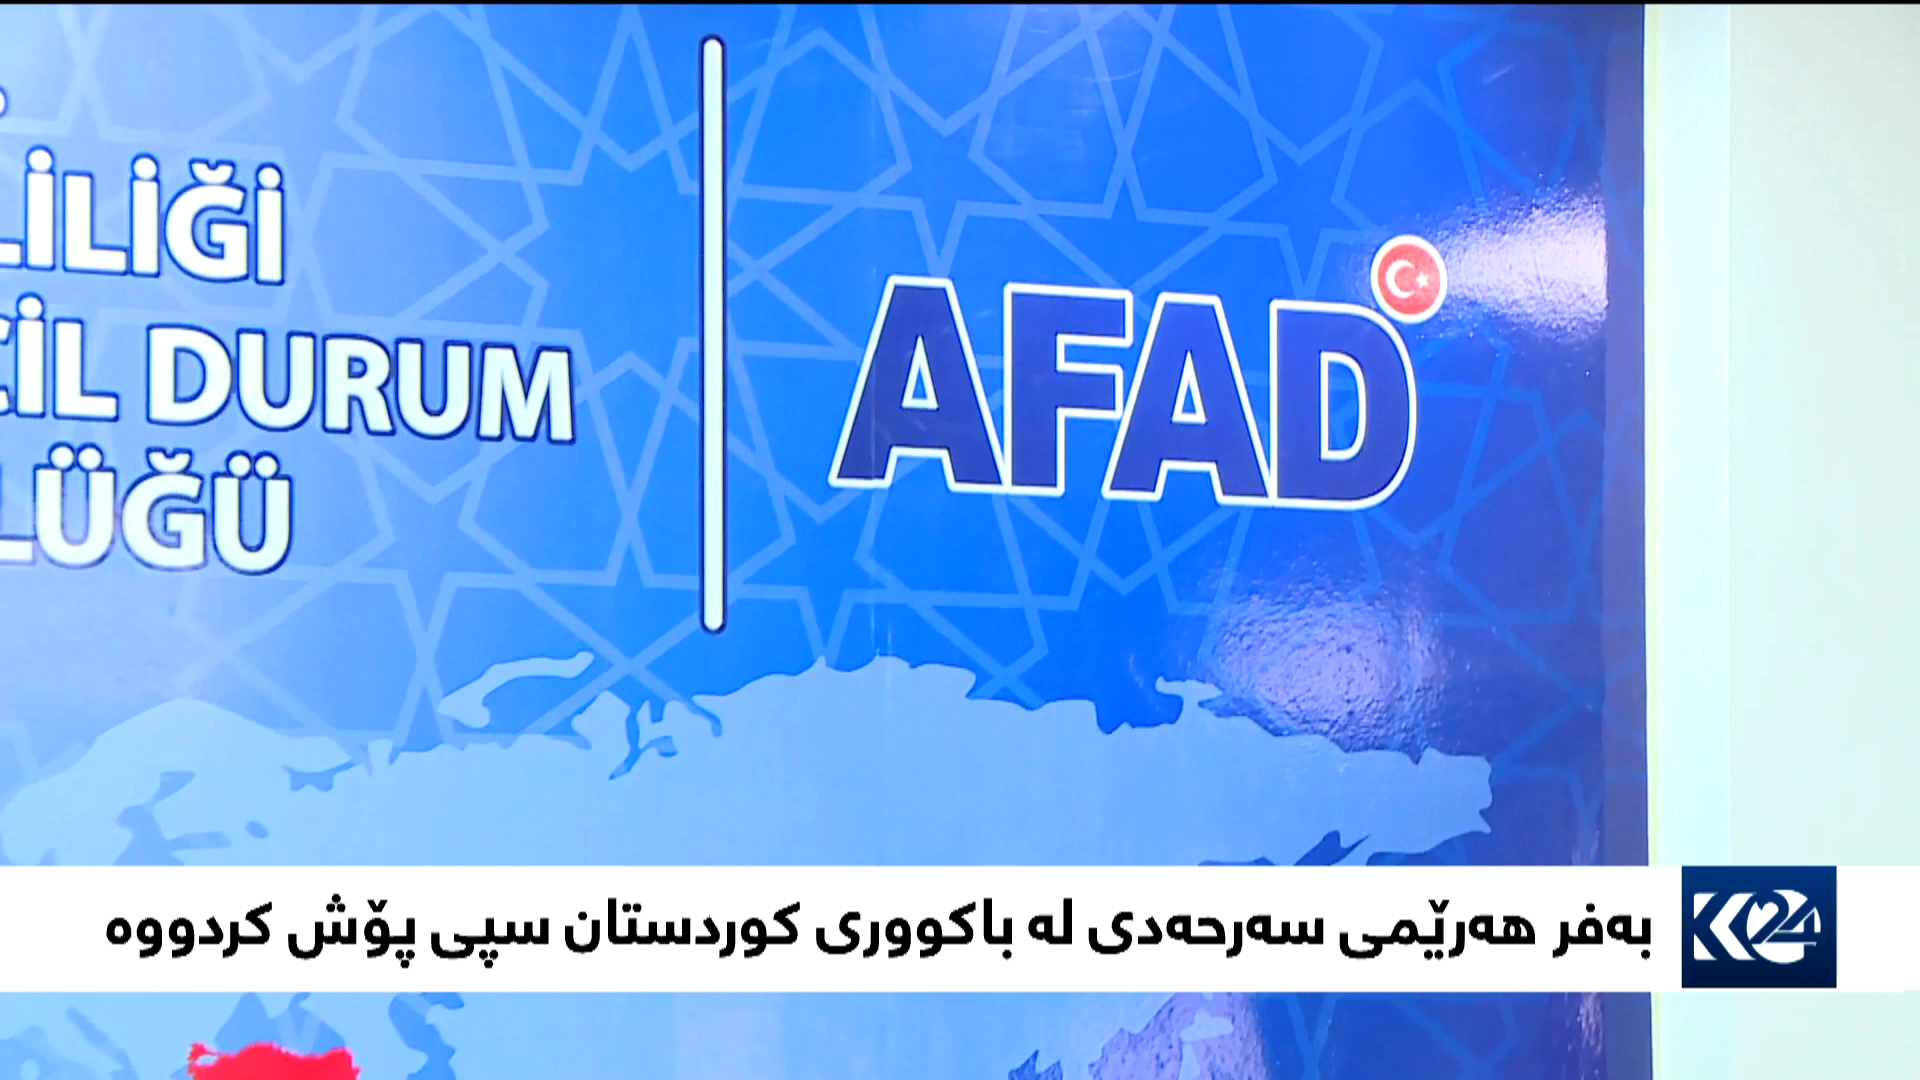 LİLİĞİ
CİL DURUM
LÜĞÜ
AFAD
بەفر هەرێمی سەرحەدی لە باکووری کوردستان سپی پۆش کردووە
K24